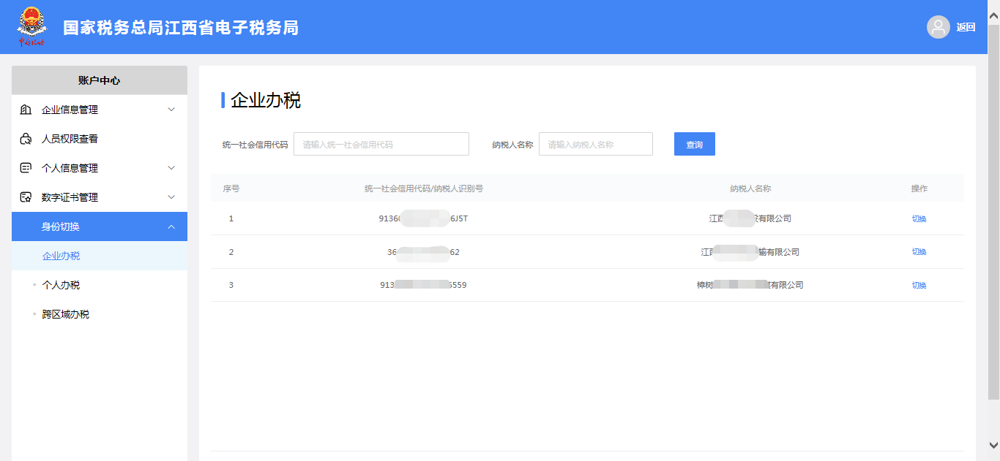 国家税务总局江西省电子税务局
返回
账户中心
企业信息管理
人员权限查看
个人信息管理
数字证书管理
身份切换
企业办税
个人办税
跨区域办税
企业办税
统一社会信用代码 请输入统一社会信用代码 纳税人名称 请输入纳税人名称 查询
序号 统一社会信用代码/纳税人识别号 纳税人名称 操作
1 9136 6J5T 江西 有限公司 切换
2 36 62 江西 输有限公司 切换
3 913 5559 樟树 有限公司 切换